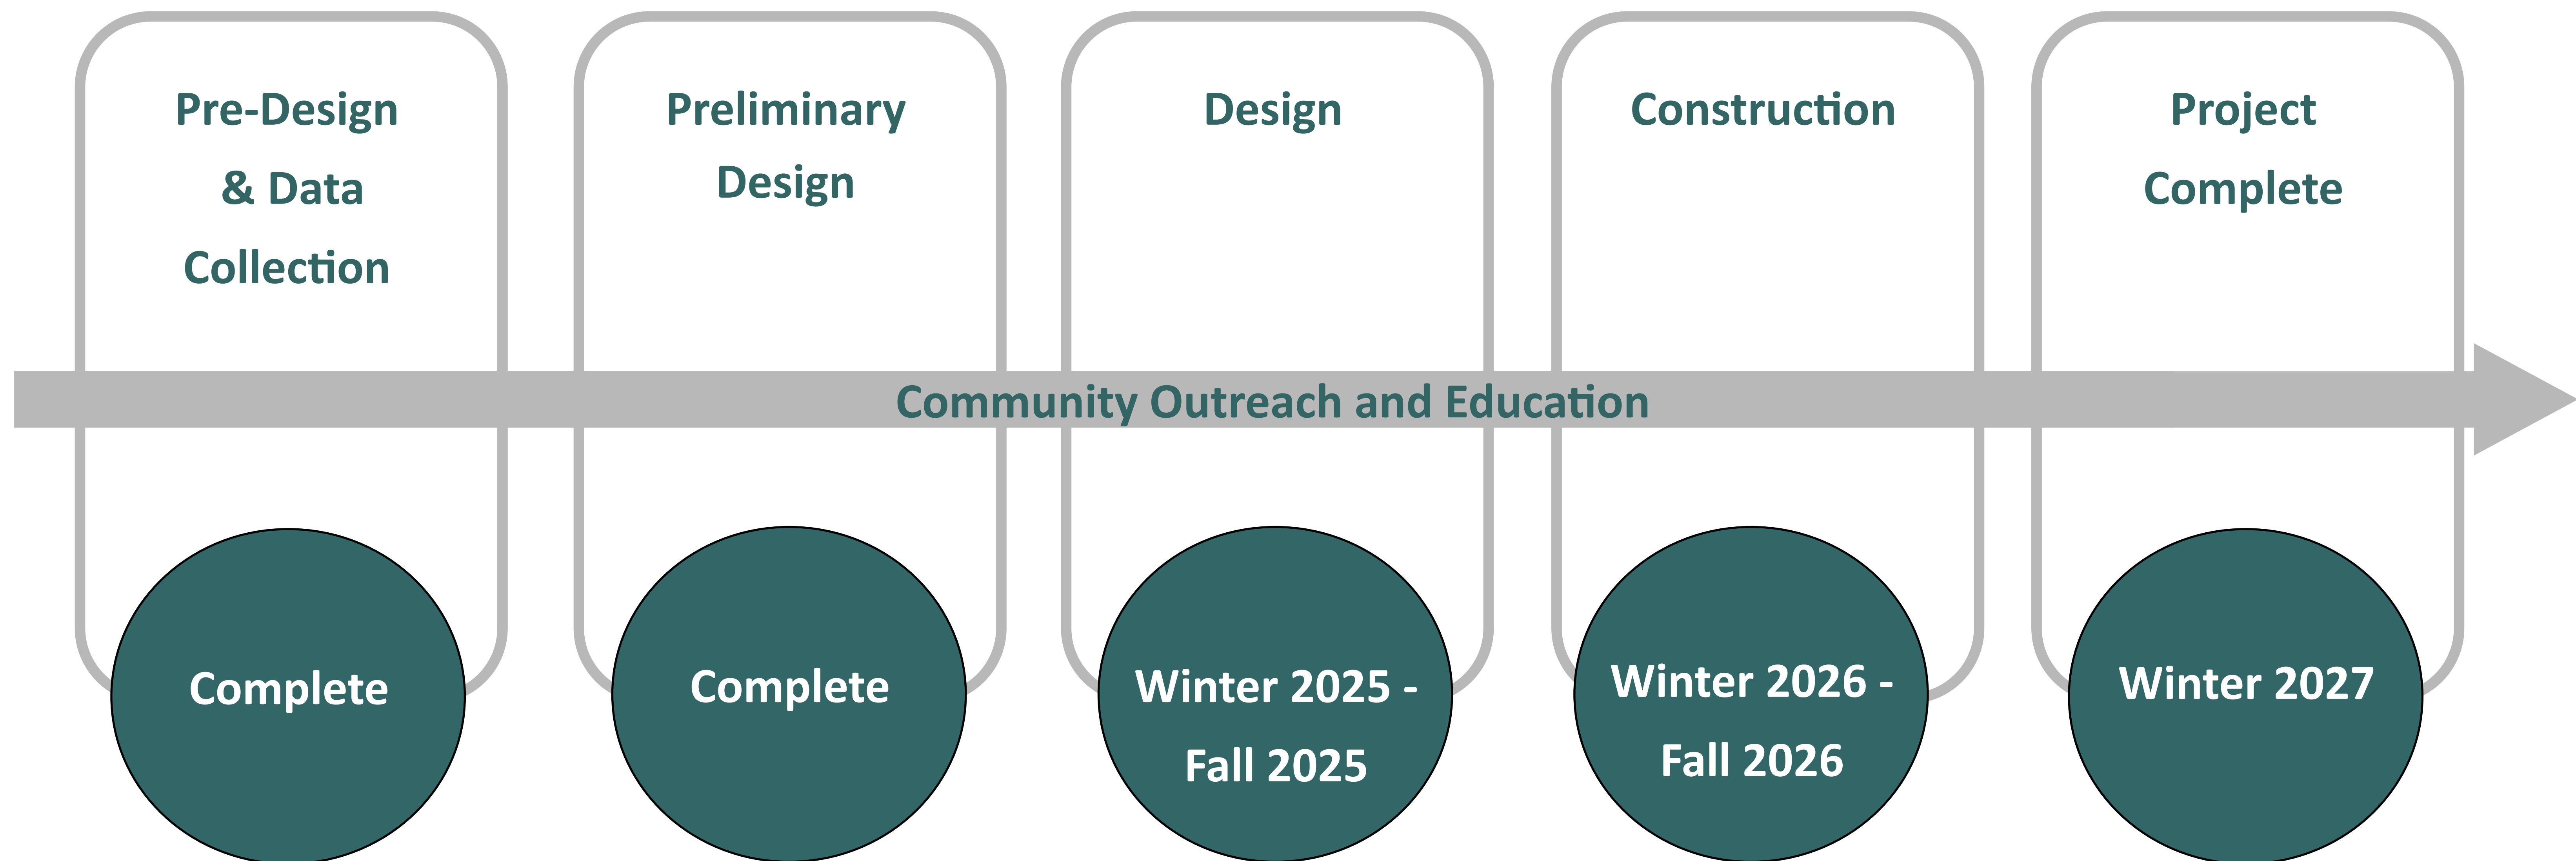 Pre-Design
& Data
Collection
Preliminary
Design
Design
Construction
Project
Complete
Community Outreach and Education
Complete
Complete
Winter 2025 -
Fall 2025
Winter 2026 -
Fall 2026
Winter 2027